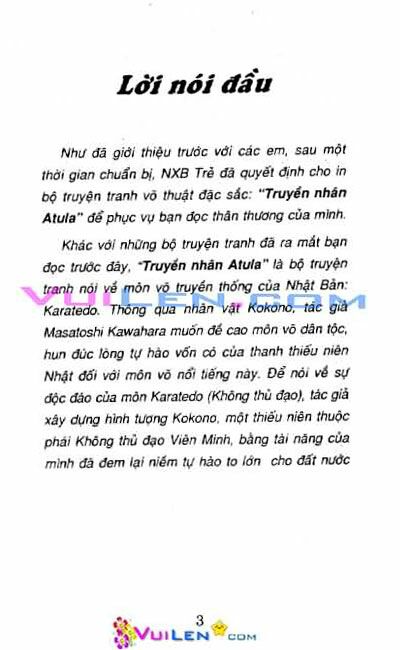 Lời nói đầu
Như đã giới thiệu trước với các em, sau một
thời gian chuẩn bị, NXB Trẻ đã quyết định cho in
bộ truyện tranh võ thuật đặc sắc: “Truyền nhân
Atula” để phục vụ bạn đọc thân thương của mình.
Khác với những bộ truyện tranh đã ra mắt bạn
đọc trước đây, “Truyền nhân Atula” là bộ truyện
tranh nói về môn võ truyền thống của Nhật Bản:
VUILEN.COM
Karatedo. Thông qua nhân vật Kokono, tác giả
Masatoshi Kawahara muốn đề cao môn võ dân tộc,
hun đúc lòng tự hào vốn có của thanh thiếu niên
Nhật đối với môn võ nổi tiếng này. Để nói về sự
độc đáo của môn Karatedo (Không thủ đạo), tác giả
xây dựng hình tượng Kokono, một thiếu niên thuộc
phái Không thủ đạo Viên Minh, bằng tài năng của
mình đã đem lại niềm tự hào to lớn cho đất nước
3
VUILEN.COM